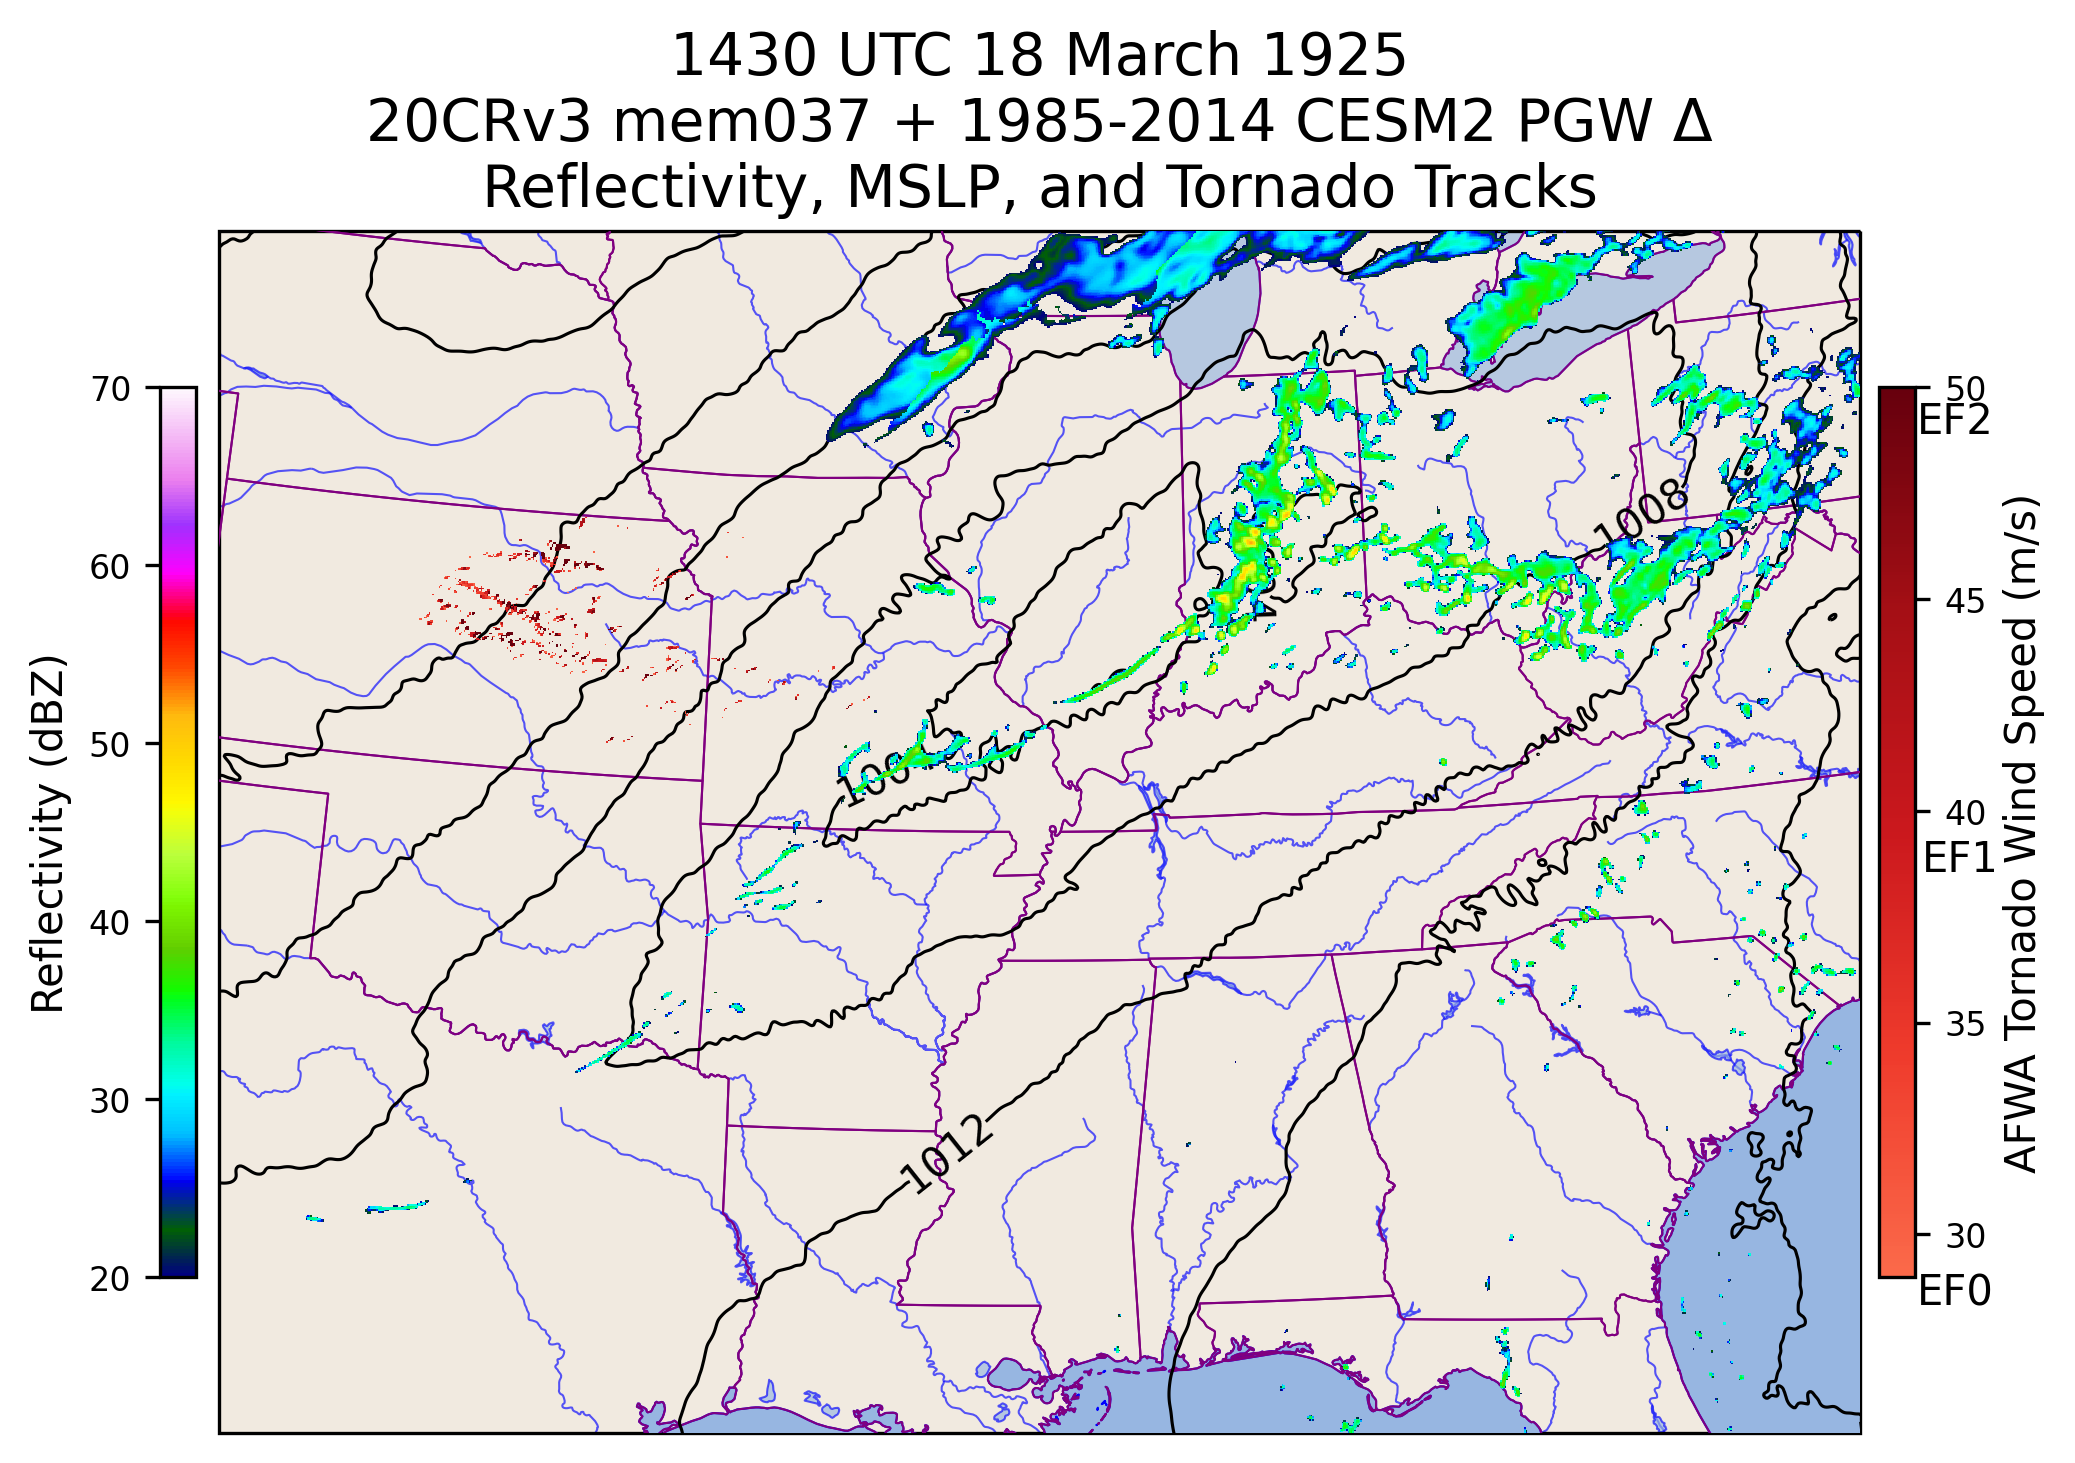 1430 UTC 18 March 1925
20CRv3 mem037 + 1985-2014 CESM2 PGW Δ
Reflectivity, MSLP, and Tornado Tracks
Reflectivity (dBZ)
70
60
50
40
30
20
1008
1012
50
EF2
45
40
EF1
35
30
EF0
AFWA Tornado Wind Speed (m/s)